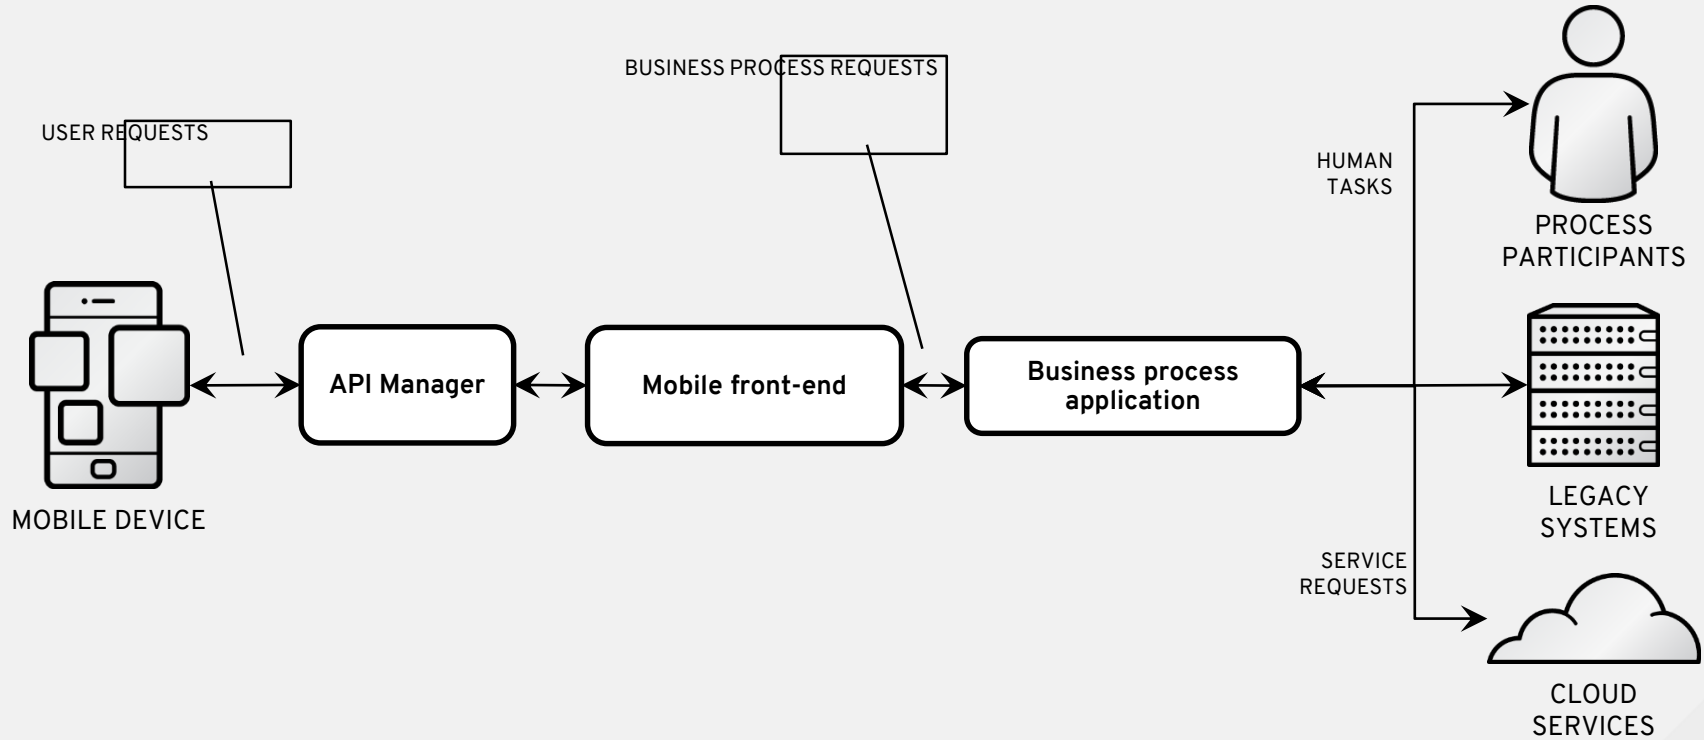 BUSINESS PROCESS REQUESTS
USER REQUESTS
HUMAN
TASKS
PROCESS
PARTICIPANTS
API Manager
Mobile front-end
Business process
application
MOBILE DEVICE
LEGACY
SYSTEMS
SERVICE
REQUESTS
CLOUD
SERVICES